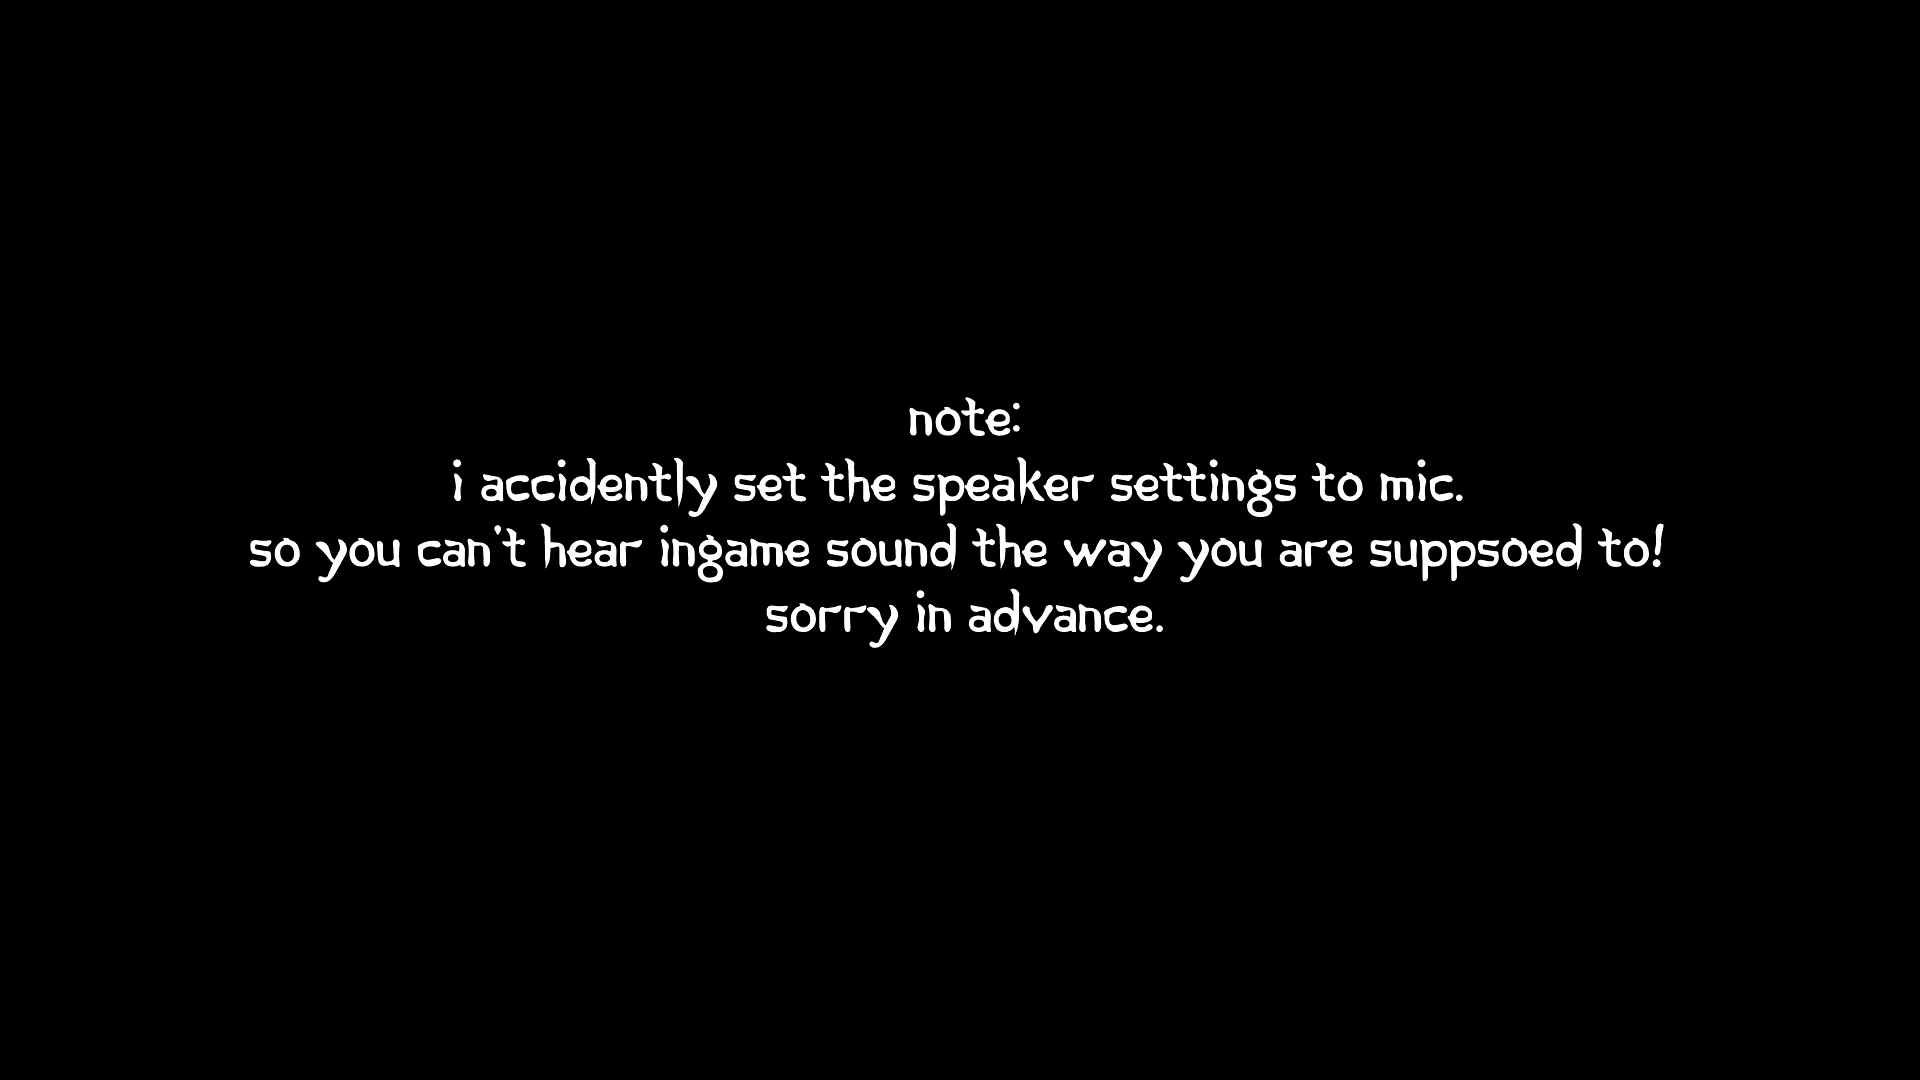 note:
i accidently set the speaker settings to mic.
so you can't hear ingame sound the way you are suppsoed to!
sorry in advance.